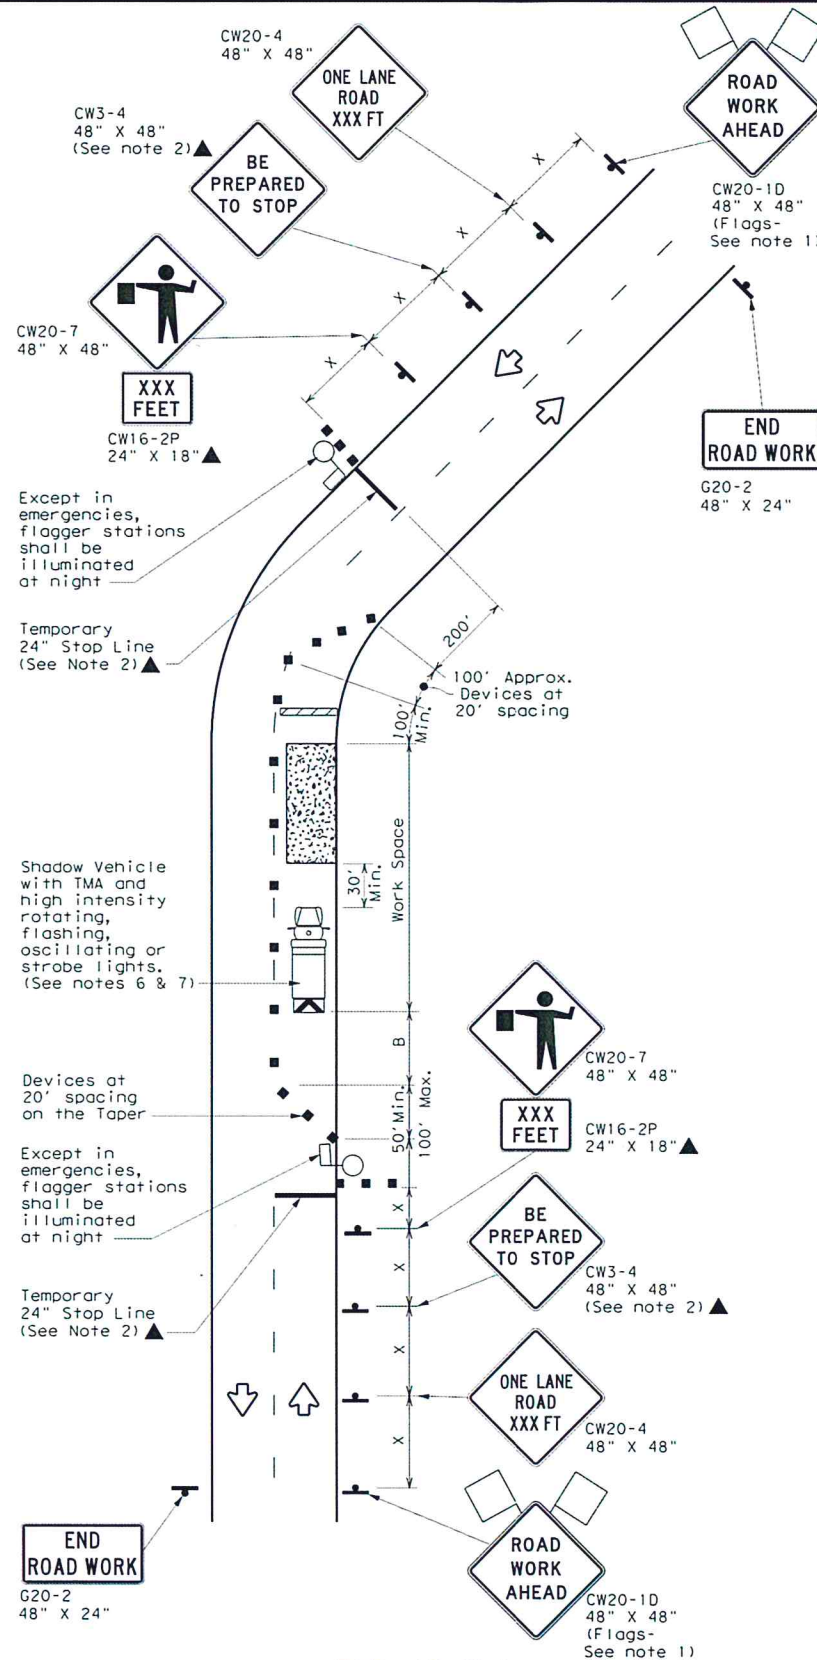 CW20-4
48" X 48"
ONE LANE
ROAD
XXX FT
ROAD
WORK
AHEAD
CW3-4
48" X 48"
(See note 2)
BE
PREPARED
TO STOP
CW20-1D
48" X 48"
(Flags-
See note 1)
X
X
X
X
CW20-7
48" X 48"
XXX
FEET
CW16-2P
24" X 18"
END
ROAD WORK
G20-2
48" X 24"
Except in
emergencies,
flagger stations
shall be
illuminated
at night
Temporary
24" Stop Line
(See Note 2)
200'
100' Approx.
Devices at
20' spacing
100'
Min.
Work Space
30'
Min.
Shadow Vehicle
with TMA and
high intensity
rotating,
flashing,
oscillating or
strobe lights.
(See notes 6 & 7)
B
CW20-7
48" X 48"
Devices at
20' spacing
on the Taper
50' Min.
100' Max.
XXX
FEET
CW16-2P
24" X 18"
Except in
emergencies,
flagger stations
shall be
illuminated
at night
X
X
X
X
BE
PREPARED
TO STOP
CW3-4
48" X 48"
(See note 2)
Temporary
24" Stop Line
(See Note 2)
ONE LANE
ROAD
XXX FT
CW20-4
48" X 48"
END
ROAD WORK
G20-2
48" X 24"
ROAD
WORK
AHEAD
CW20-1D
48" X 48"
(Flags-
See note 1)